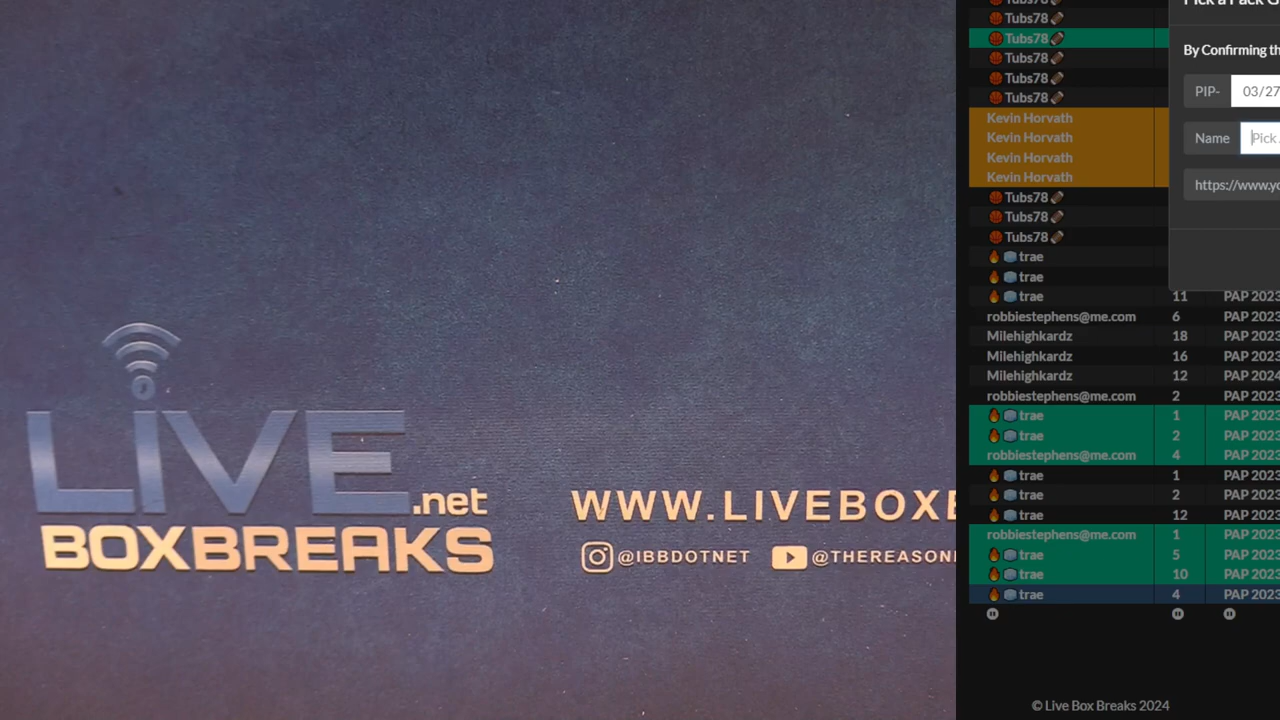 LiVE
.net
BOXBREAKS
WWW.LIVEBOXB
@IBBDOTNET @THEREASON
Tubs78
Tubs78
Tubs78
Tubs78
Tubs78
Tubs78
Kevin Horvath
Kevin Horvath
Kevin Horvath
Kevin Horvath
Tubs78
Tubs78
Tubs78
trae
trae
trae 11 PAP 2023
robbiestephens@me.com 6 PAP 2023
Milehighkardz 18 PAP 2023
Milehighkardz 16 PAP 2023
Milehighkardz 12 PAP 2024
robbiestephens@me.com 2 PAP 2023
trae 1 PAP 2023
trae 2 PAP 2023
robbiestephens@me.com 4 PAP 2023
trae 1 PAP 2023
trae 2 PAP 2023
trae 12 PAP 2023
robbiestephens@me.com 1 PAP 2023
trae 5 PAP 2023
trae 10 PAP 2023
trae 4 PAP 2023
Pick a Pack G
By Confirming th
PIP- 03/27
Name Pick
https://www.yo
© Live Box Breaks 2024